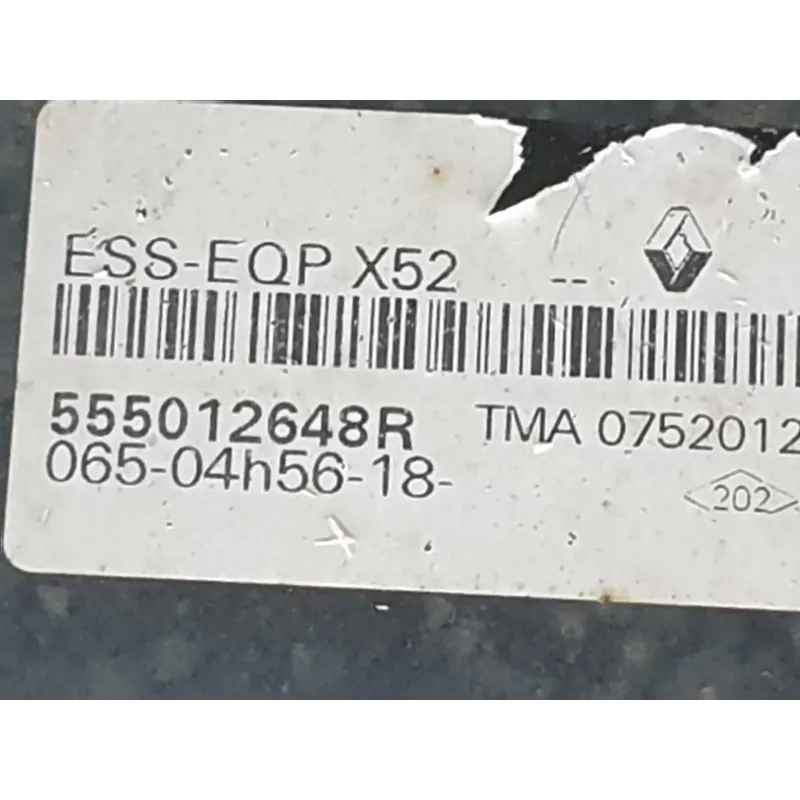 ESS-EQP X52
555012648R TMA 0752012
065-04h56-18-
202